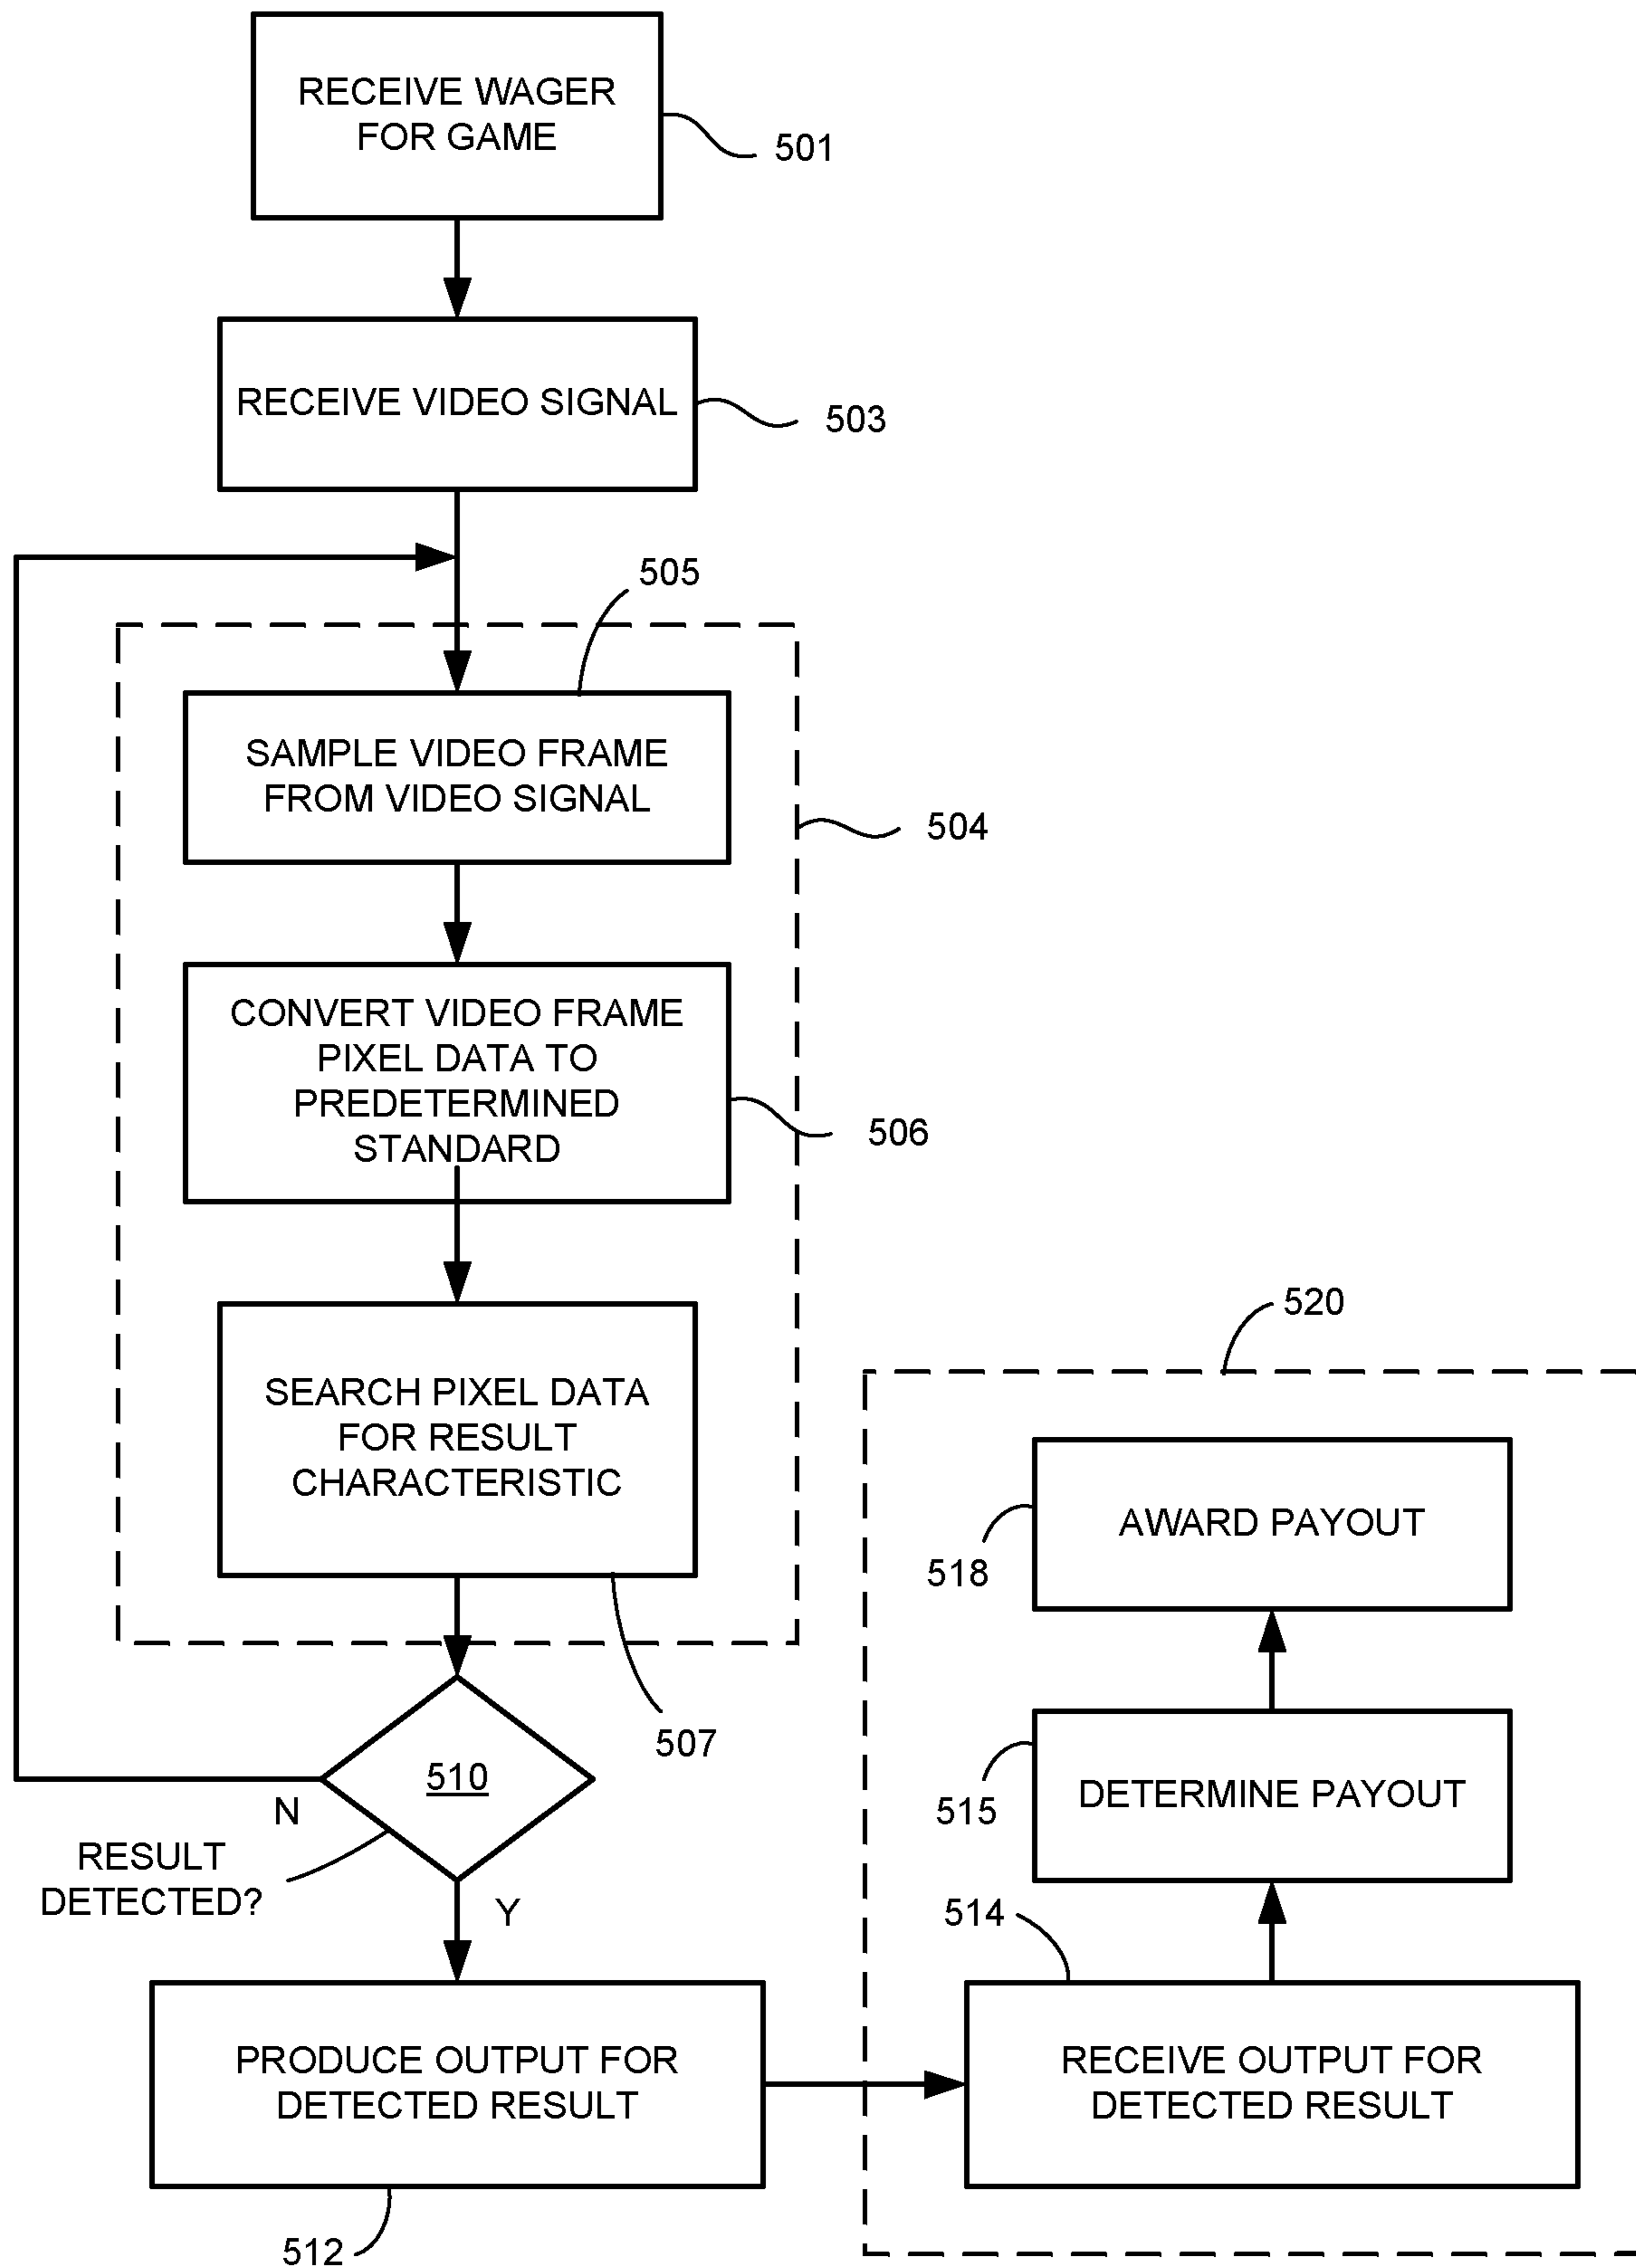 RECEIVE WAGER
FOR GAME
501
RECEIVE VIDEO SIGNAL
503
505
SAMPLE VIDEO FRAME
FROM VIDEO SIGNAL
504
CONVERT VIDEO FRAME
PIXEL DATA TO
PREDETERMINED
STANDARD
506
SEARCH PIXEL DATA
FOR RESULT
CHARACTERISTIC
507
510
N
RESULT
DETECTED?
Y
PRODUCE OUTPUT FOR
DETECTED RESULT
512
520
AWARD PAYOUT
518
DETERMINE PAYOUT
515
514
RECEIVE OUTPUT FOR
DETECTED RESULT